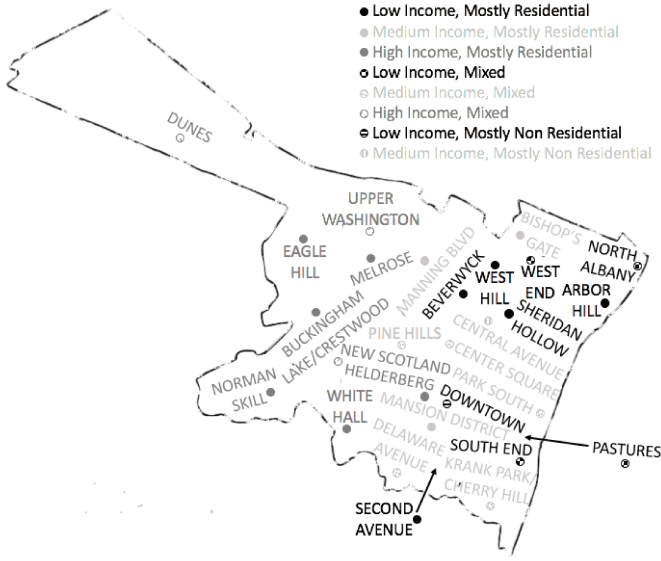 Low Income, Mostly Residential
Medium Income, Mostly Residential
High Income, Mostly Residential
Low Income, Mixed
Medium Income, Mixed
High Income, Mixed
Low Income, Mostly Non Residential
Medium Income, Mostly Non Residential
DUNES
UPPER
WASHINGTON
EAGLE
HILL
MELROSE
MANNING BLVD
BISHOP'S
GATE
NORTH
ALBANY
BEVERWYCK
WEST
HILL
WEST
END
ARBOR
HILL
SHERIDAN
HOLLOW
BUCKINGHAM
LAKE/CRESTWOOD
PINE HILLS
CENTRAL AVENUE
CENTER SQUARE
NEW SCOTLAND
HELDERBERG
PARK SOUTH
NORMAN
SKILL
WHITE
HALL
DOWNTOWN
MANSION DISTRICT
DELAWARE
AVENUE
SOUTH END
PASTURES
KRANK PARK/
CHERRY HILL
SECOND
AVENUE